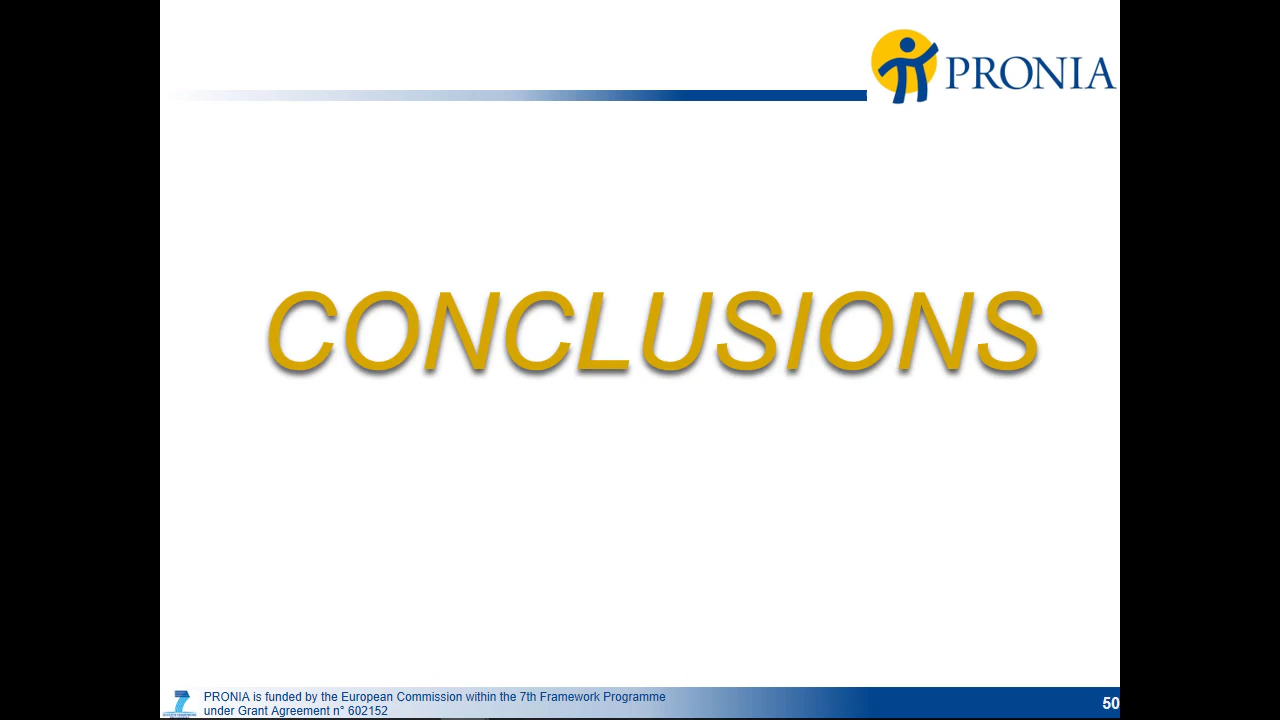 PRONIA
CONCLUSIONS
PRONIA is funded by the European Commission within the 7th Framework Programme
under Grant Agreement n° 602152
50